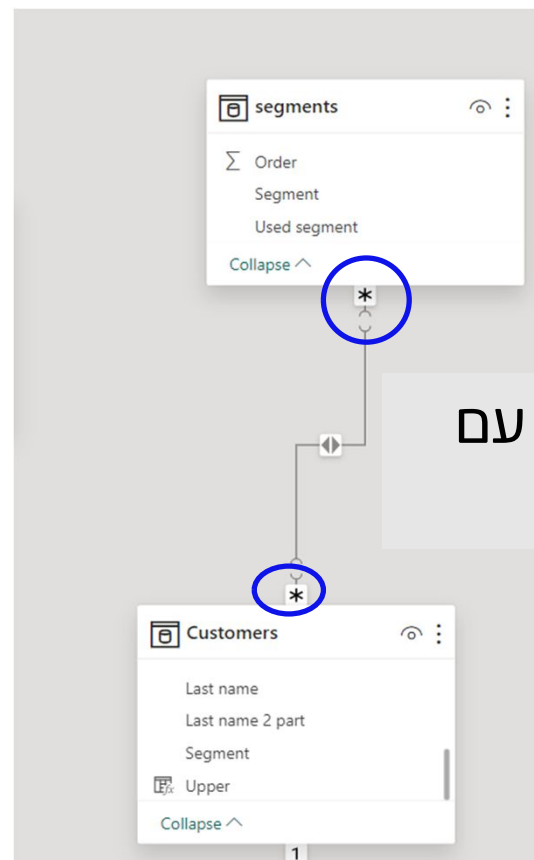 segments
Order
Segment
Used segment
Collapse
*
עם
*
Customers
Last name
Last name 2 part
Segment
Upper
Collapse
1